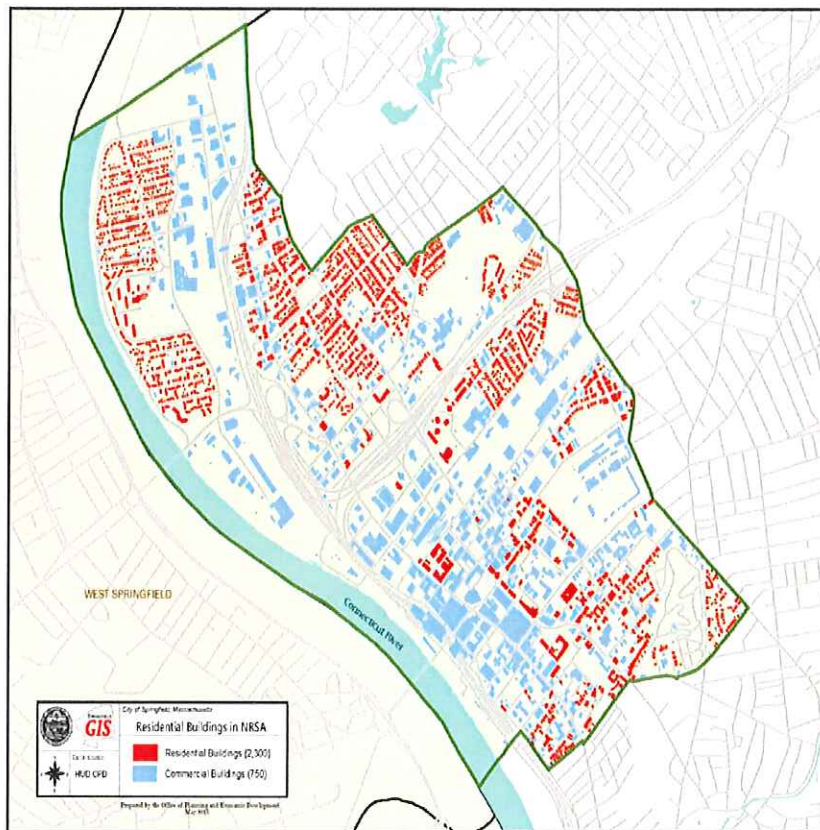 WEST SPRINGFIELD
Connecticut River
City of Springfield, Massachusetts
GIS
Residential Buildings in NRSA
Residential Buildings (2,300)
HUD CPD
Commercial Buildings (750)
Prepared by the Office of Planning and Economic Development